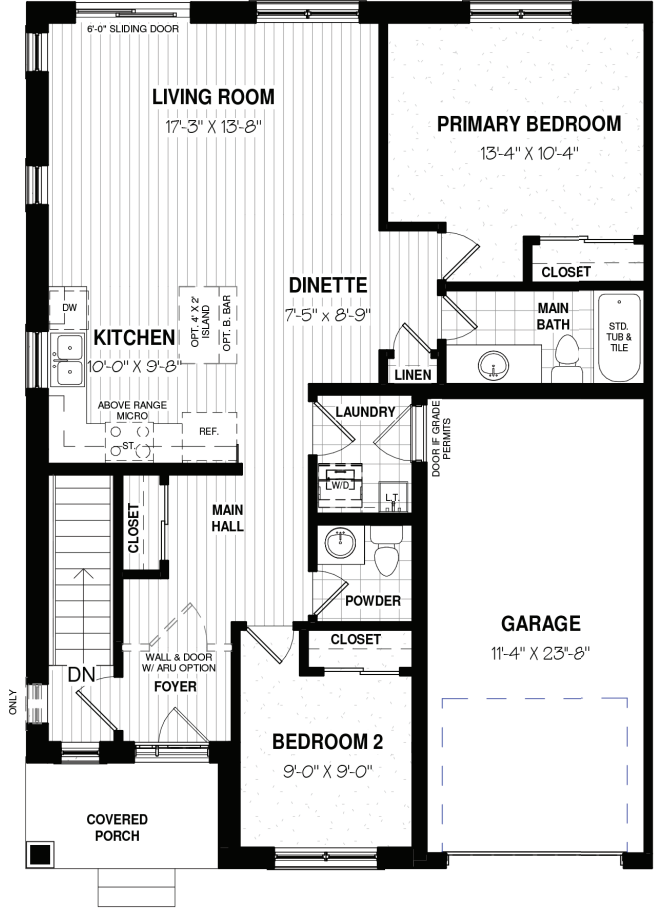 6'-0" SLIDING DOOR
LIVING ROOM
17'-3" X 13'-8"
PRIMARY BEDROOM
13'-4" X 10'-4"
CLOSET
DINETTE
7'-5" X 8'-9"
MAIN
BATH
STD.
TUB &
TILE
DW
KITCHEN
10'-0" X 9'-8"
OPT. 4' X 2'
ISLAND
OPT. B. BAR
LINEN
ABOVE RANGE
MICRO
ST.
REF.
LAUNDRY
DOOR IF GRADE
PERMITS
W/D
L.T.
CLOSET
MAIN
HALL
POWDER
GARAGE
11'-4" X 23'-8"
CLOSET
WALL & DOOR
W/ ARU OPTION
FOYER
DN
ONLY
BEDROOM 2
9'-0" X 9'-0"
COVERED
PORCH